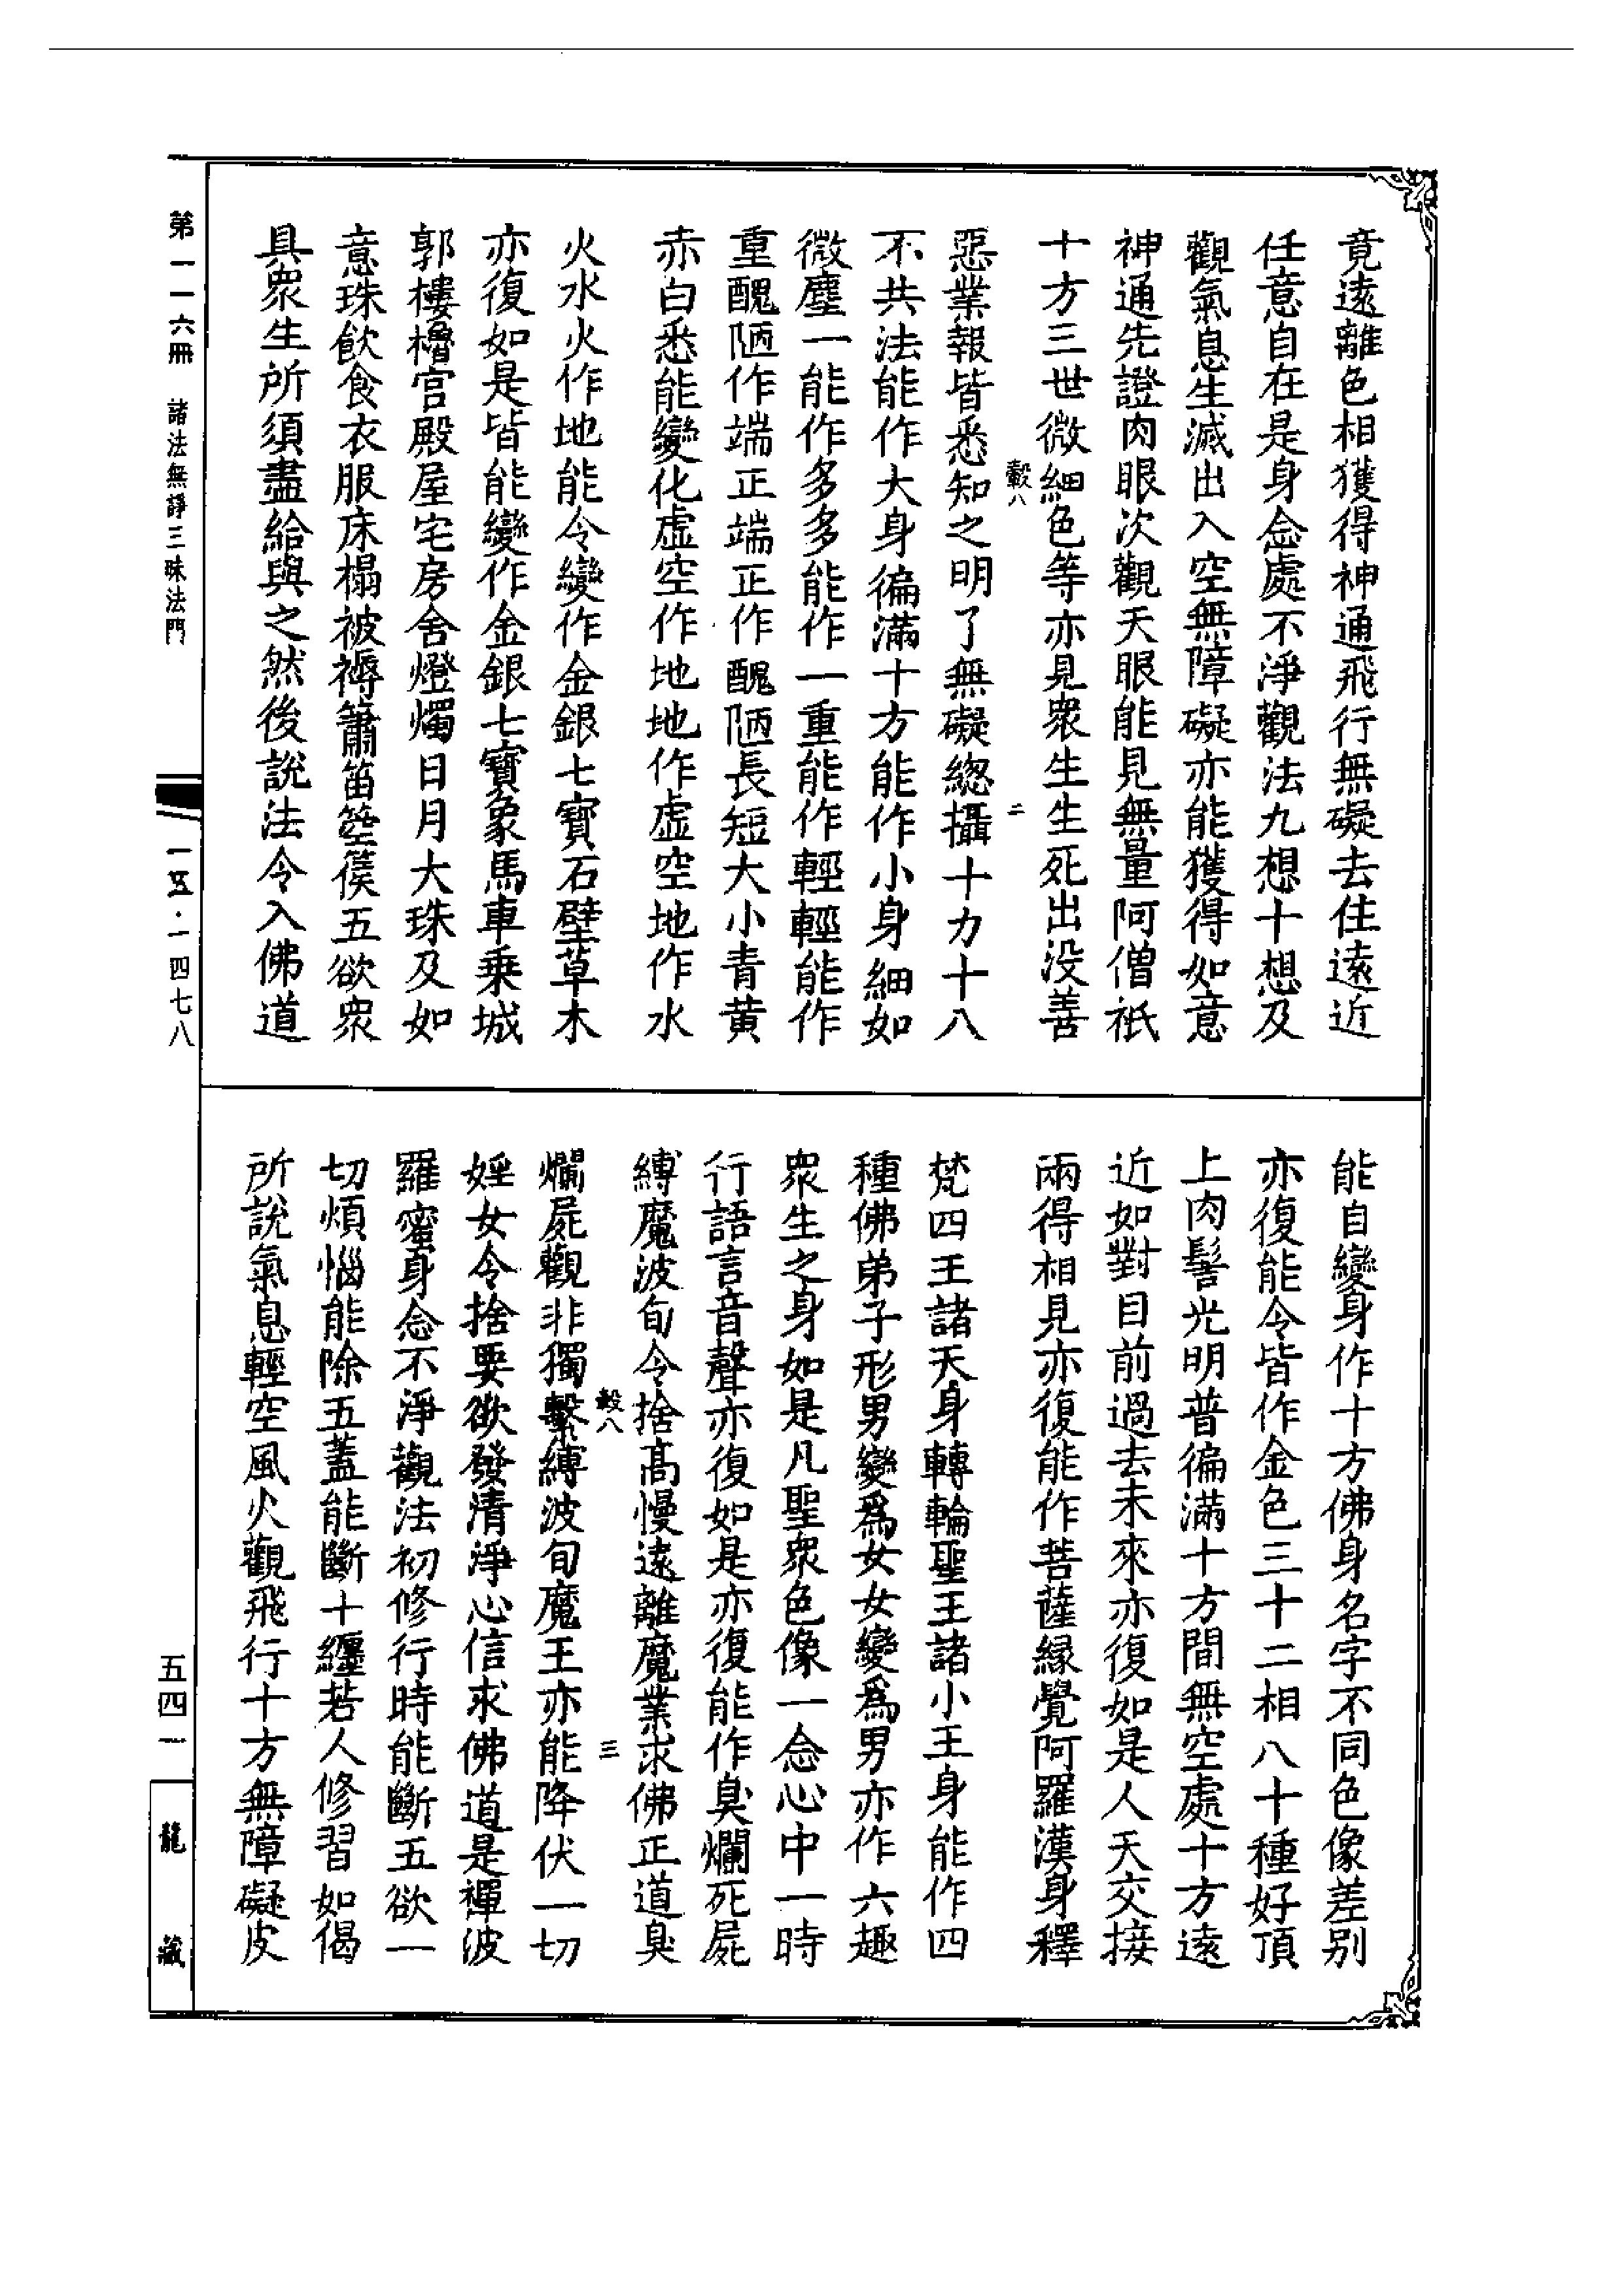 竟遠離色相獲得神通飛行無礙去住遠近
任意自在是身念處不淨觀法九想十想及
觀氣息生滅出入空無障礙亦能獲得如意
神通先證肉眼次觀天眼能見無量阿僧祇
十方三世微細色等亦見衆生生死出没善
轂八 二
惡業報皆悉知之明了無礙總攝十力十八
不共法能作大身徧滿十方能作小身細如
微塵一能作多多能作一重能作輕輕能作
重醜陋作端正端正作醜陋長短大小青黄
赤白悉能變化虚空作地地作虚空地作水
火水火作地能令變作金銀七寳石壁草木
亦復如是皆能變作金銀七寳象馬車乗城
郭樓櫓宫殿屋宅房舍燈燭日月大珠及如
意珠飲食衣服床榻被褥簫笛箜篌五欲衆
具衆生所須盡給與之然後說法令入佛道
能自變身作十方佛身名字不同色像差别
亦復能令皆作金色三十二相八十種好頂
上肉髻光明普徧滿十方間無空處十方遠
近如對目前過去未來亦復如是人天交接
兩得相見亦復能作菩薩縁覺阿羅漢身釋
梵四王諸天身轉輪聖王諸小王身能作四
種佛弟子形男變爲女女變爲男亦作六趣
衆生之身如是凡聖衆色像一念心中一時
行語言音聲亦復如是亦復能作臭爛死屍
縛魔波旬令捨高慢遠離魔業求佛正道臭
轂八 三
爛屍觀非獨繫縛波旬魔王亦能降伏一切
婬女令捨要欲發清淨心信求佛道是禪波
羅蜜身念不淨觀法初修行時能斷五欲一
切煩惱能除五蓋能斷十纒若人修習如偈
所說氣息輕空風火觀飛行十方無障礙皮
第一一六冊 諸法無諍三昧法門
一五·一四七八
五四一
龍藏